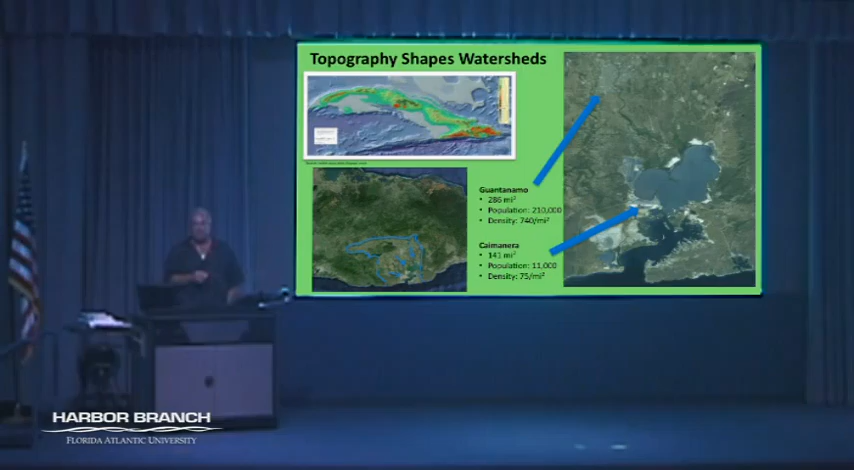 Topography Shapes Watersheds
Guantanamo
• 286 mi²
• Population: 210,000
• Density: 740/mi²
Caimanera
• 141 mi²
• Population: 11,000
• Density: 75/mi²
HARBOR BRANCH
FLORIDA ATLANTIC UNIVERSITY